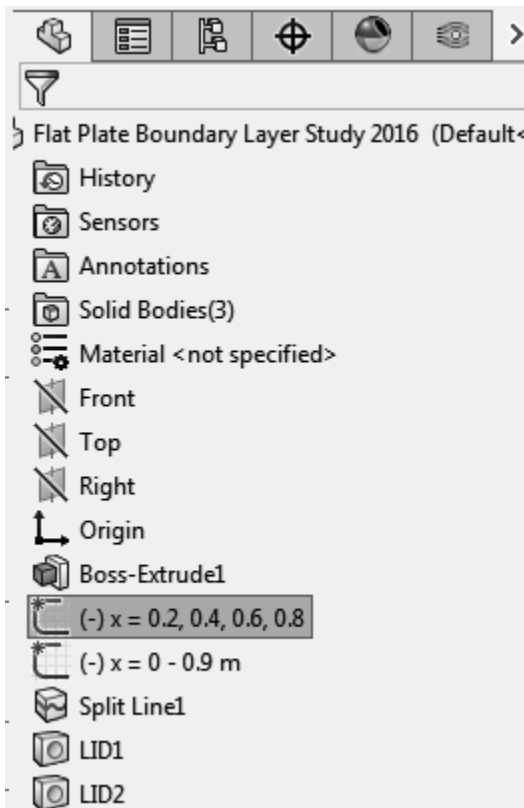 Flat Plate Boundary Layer Study 2016 (Default<
History
Sensors
A Annotations
Solid Bodies(3)
Material <not specified>
Front
Top
Right
Origin
Boss-Extrude1
(-) x = 0.2, 0.4, 0.6, 0.8
(-) x = 0 - 0.9 m
Split Line1
LID1
LID2